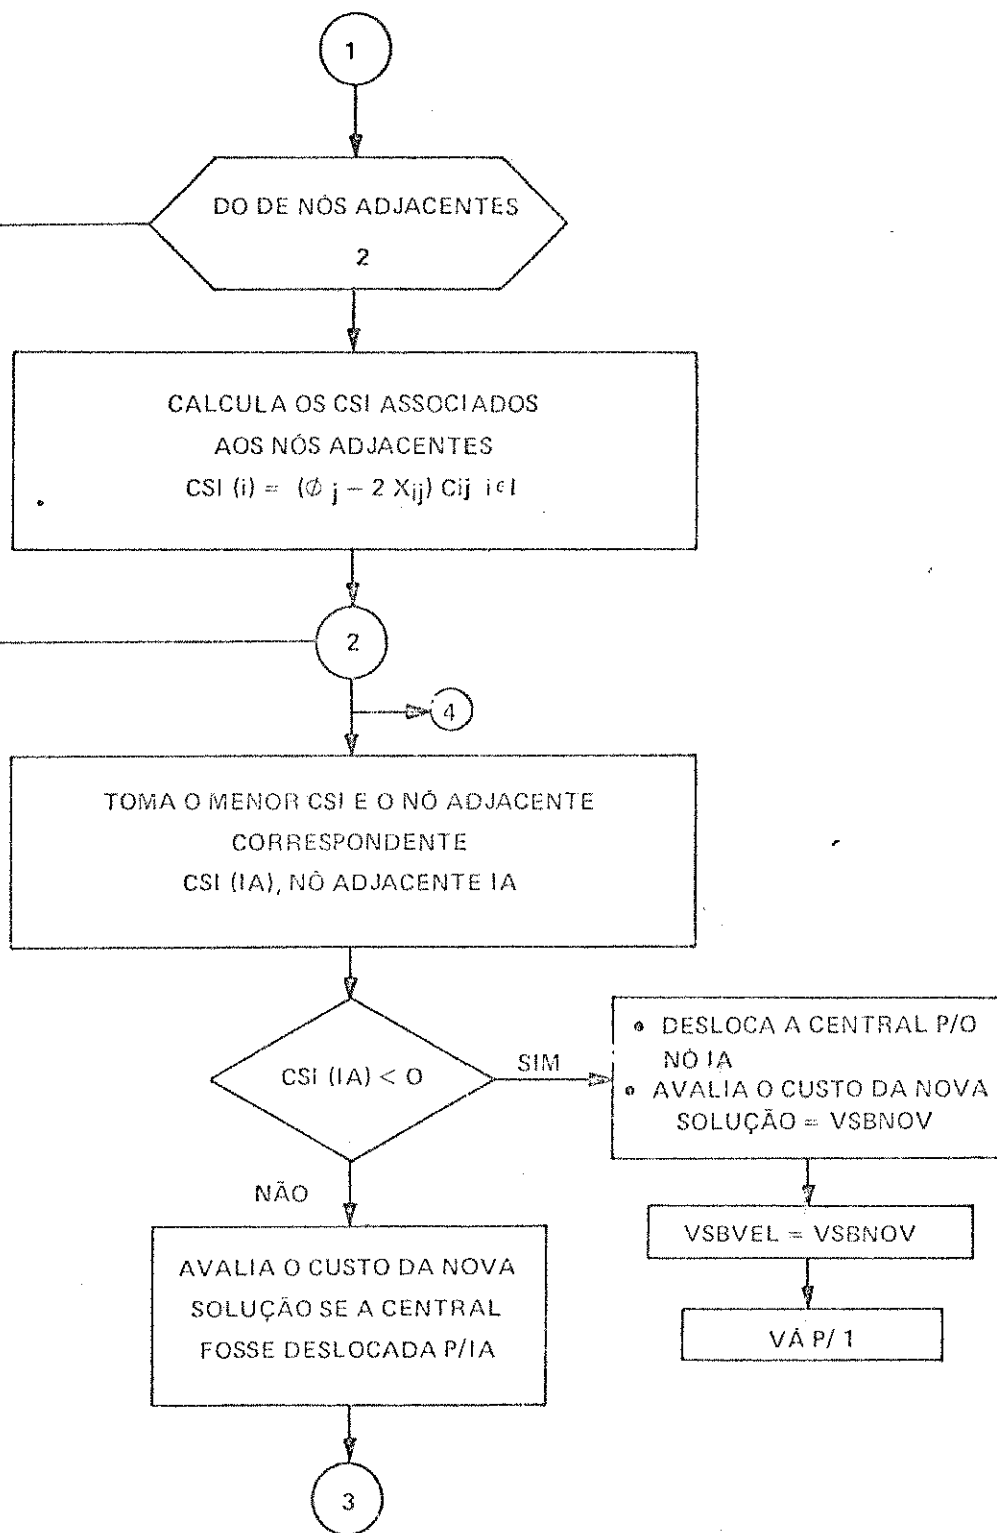 1
DO DE NÓS ADJACENTES
2
CALCULA OS CSI ASSOCIADOS
AOS NÓS ADJACENTES
CSI (i) = (Ø j – 2 Xij) Cij i ϵ I
2
4
TOMA O MENOR CSI E O NÓ ADJACENTE
CORRESPONDENTE
CSI (IA), NÓ ADJACENTE IA
CSI (IA) < O
SIM
• DESLOCA A CENTRAL P/O
NÓ IA
• AVALIA O CUSTO DA NOVA
SOLUÇÃO = VSBNOV
NÃO
VSBVEL = VSBNOV
AVALIA O CUSTO DA NOVA
SOLUÇÃO SE A CENTRAL
FOSSE DESLOCADA P/IA
VÁ P/ 1
3